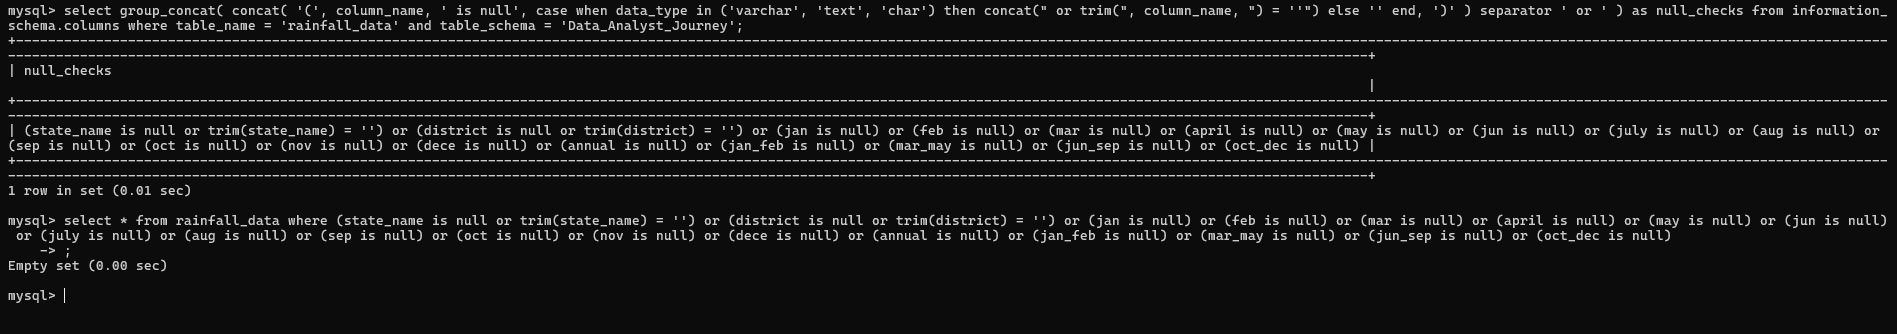 mysql> select group_concat( concat( '(', column_name, ' is null', case when data_type in ('varchar', 'text', 'char') then concat(" or trim(", column_name, ") = ''") else '' end, ')' ) separator ' or ' ) as null_checks from information_
schema.columns where table_name = 'rainfall_data' and table_schema = 'Data_Analyst_Journey';
| null_checks
|
| (state_name is null or trim(state_name) = '') or (district is null or trim(district) = '') or (jan is null) or (feb is null) or (mar is null) or (april is null) or (may is null) or (jun is null) or (july is null) or (aug is null) or
(sep is null) or (oct is null) or (nov is null) or (dece is null) or (annual is null) or (jan_feb is null) or (mar_may is null) or (jun_sep is null) or (oct_dec is null) |
1 row in set (0.01 sec)
mysql> select * from rainfall_data where (state_name is null or trim(state_name) = '') or (district is null or trim(district) = '') or (jan is null) or (feb is null) or (mar is null) or (april is null) or (may is null) or (jun is null)
or (july is null) or (aug is null) or (sep is null) or (oct is null) or (nov is null) or (dece is null) or (annual is null) or (jan_feb is null) or (mar_may is null) or (jun_sep is null) or (oct_dec is null)
-> ;
Empty set (0.00 sec)
mysql>